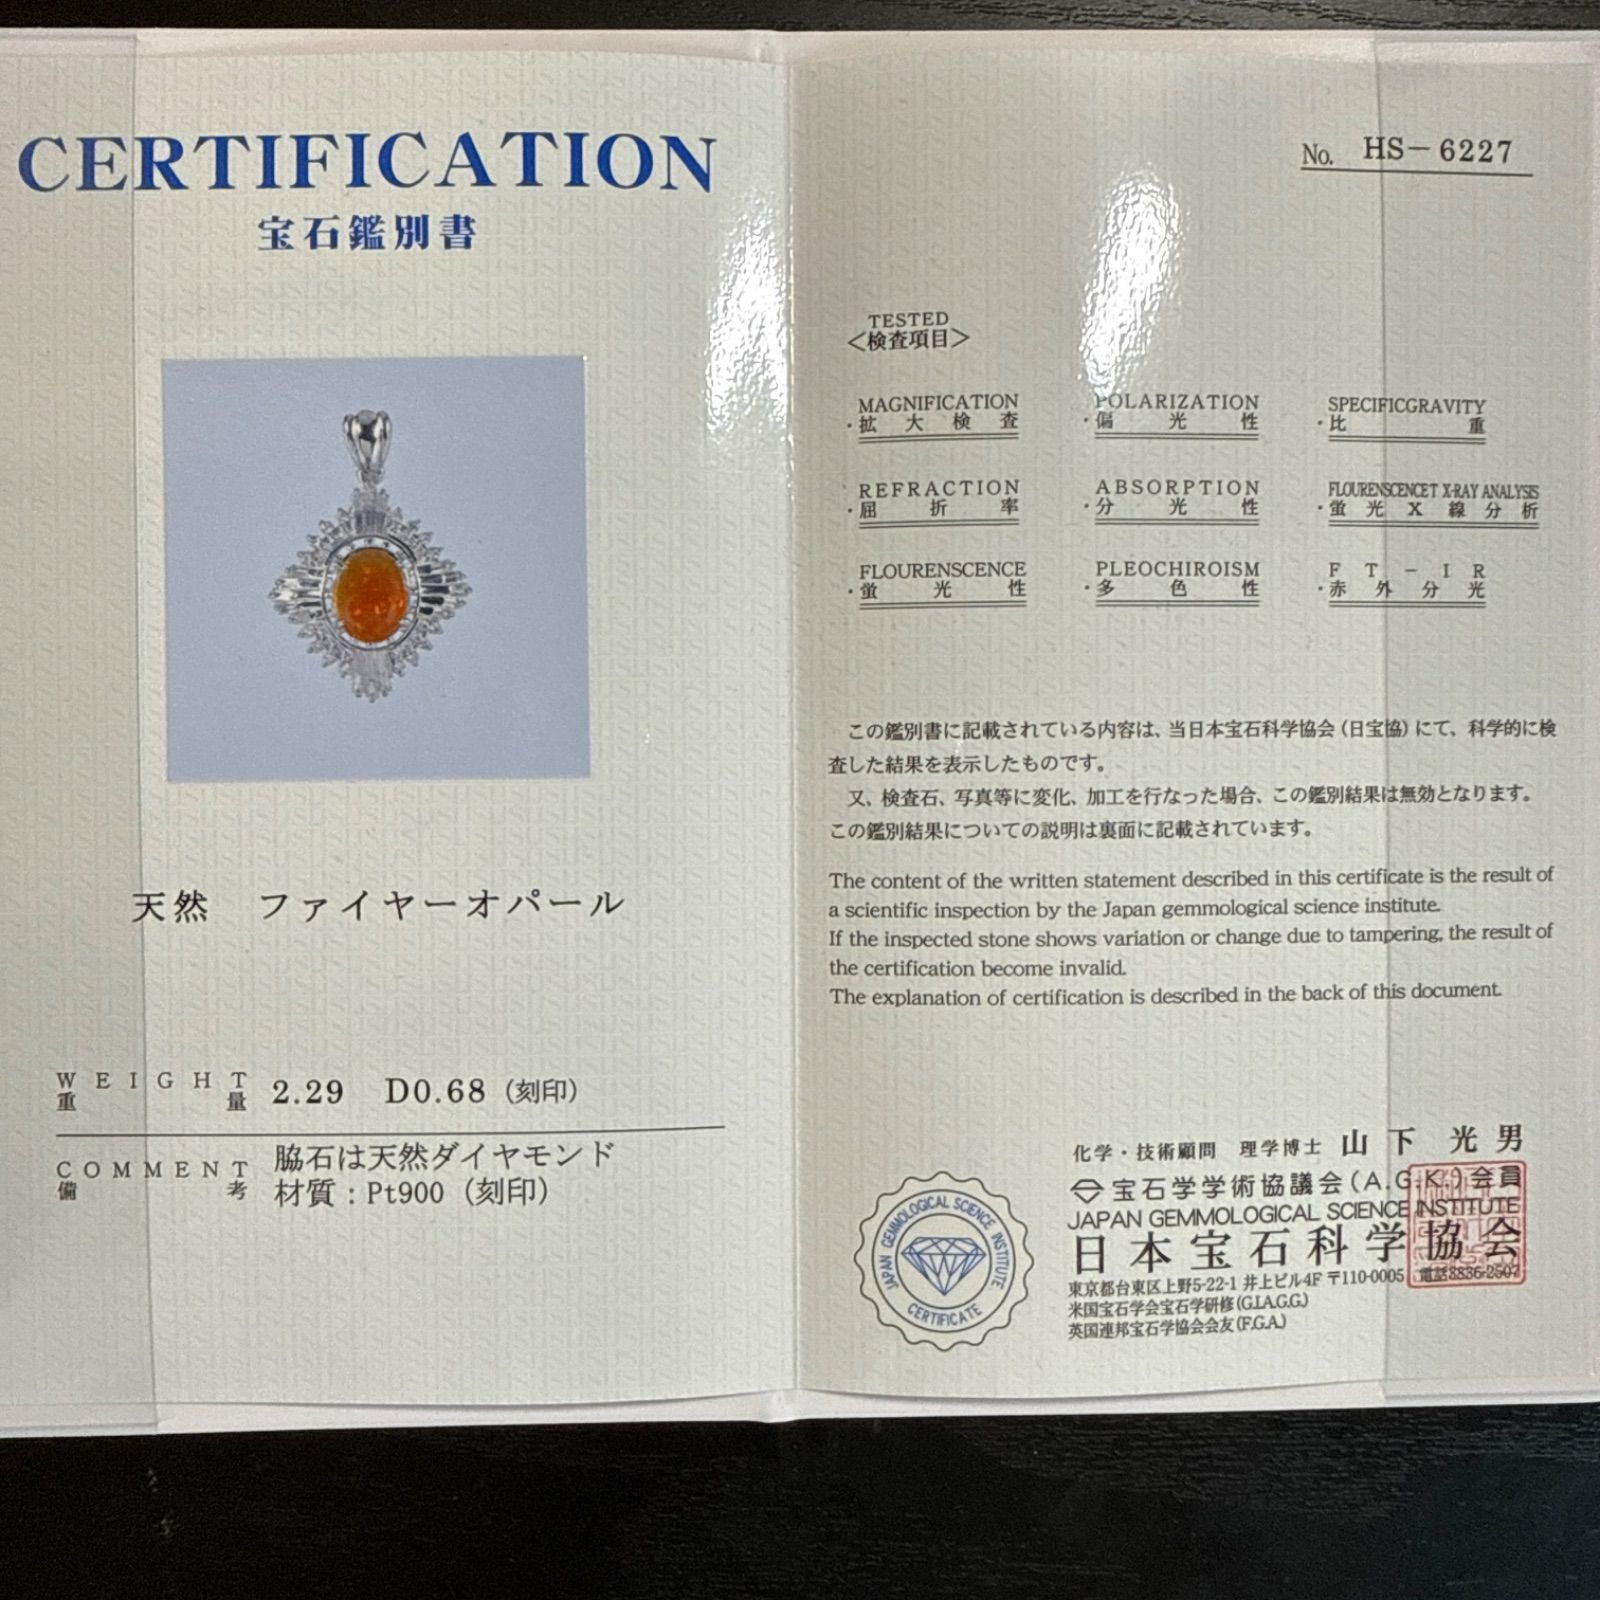 CERTIFICATION
宝石鑑別書
天然 ファイヤーオパール
WEIGHT
重量 2.29 D0.68 (刻印)
COMMENT
備考 脇石は天然ダイヤモンド
材質:Pt900 (刻印)
No. HS-6227
TESTED
<検査項目>
MAGNIFICATION
・拡大検査
POLARIZATION
・偏光性
SPECIFICGRAVITY
・比重
REFRACTION
・屈折率
ABSORPTION
・分光性
FLOURENSCENCET X-RAY ANALYSIS
・蛍光X線分析
FLOURENSCENCE
・蛍光性
PLEOCHIROISM
・多色性
FT-IR
・赤外分光
この鑑別書に記載されている内容は、当日本宝石科学協会(日宝協)にて、科学的に検
査した結果を表示したものです。
又、検査石、写真等に変化、加工を行なった場合、この鑑別結果は無効となります。
この鑑別結果についての説明は裏面に記載されています。
The content of the written statement described in this certificate is the result of
a scientific inspection by the Japan gemmological science institute.
If the inspected stone shows variation or change due to tampering, the result of
the certification become invalid.
The explanation of certification is described in the back of this document.
化学・技術顧問 理学博士 山下 光男
宝石学学術協議会(A.G.K.)会員
JAPAN GEMMOLOGICAL SCIENCE INSTITUTE
日本宝石科学協会
東京都台東区上野5-22-1 井上ビル4F 〒110-0005 電話3836-2507
米国宝石学会宝石学研修(G.I.A.G.G.)
英国連邦宝石学協会会友(F.G.A.)
JAPAN GEMMOLOGICAL SCIENCE INSTITUTE
CERTIFICATE